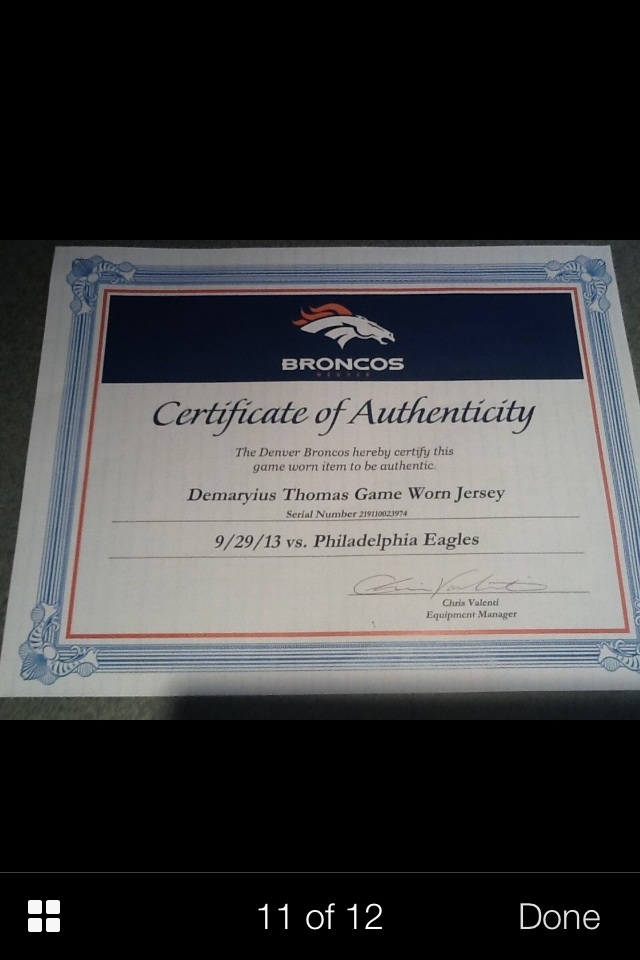 BRONCOS
Certificate of Authenticity
The Denver Broncos hereby certify this
game worn item to be authentic.
Demaryius Thomas Game Worn Jersey
Serial Number 219110023974
9/29/13 vs. Philadelphia Eagles
Chris Valenti
Chris Valenti
Equipment Manager
11 of 12
Done